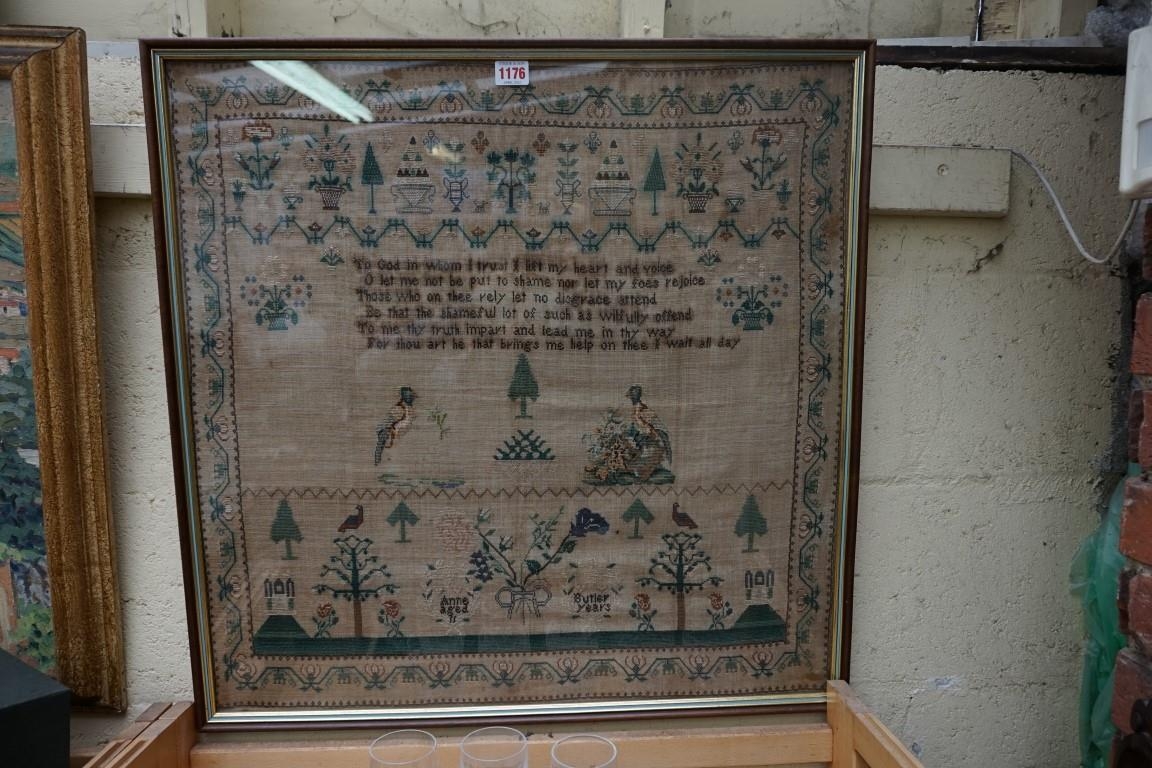 1176
To God in whom I trust I lift my heart and voice
O let me not be put to shame nor let my foes rejoice
Those who on thee rely let no disgrace attend
Be that the shameful lot of such as wilfully offend
To me thy truth impart and lead me in thy way
For thou art he that brings me help on thee I wait all day
Anne Butler
aged years
11